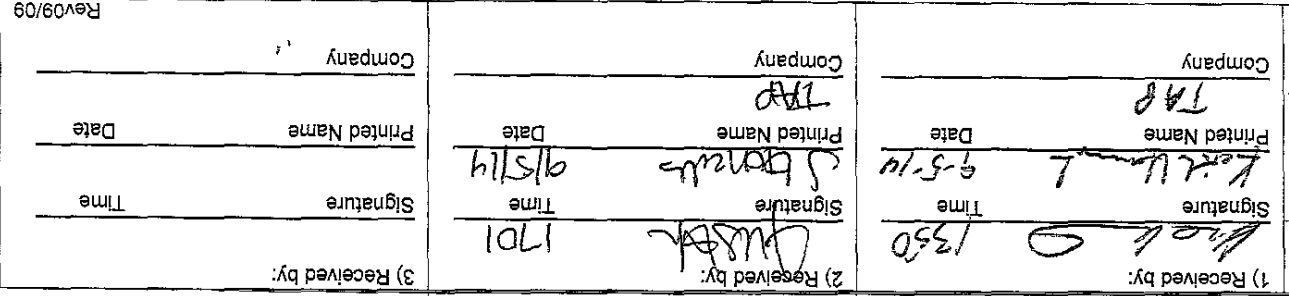 1) Received by:
1350
Signature Time
9-5-14
Printed Name Date
TAP
Company
2) Received by:
1701
Signature Time
9/5/14
Printed Name Date
TAP
Company
3) Received by:
Signature Time
Printed Name Date
Company
Rev09/09